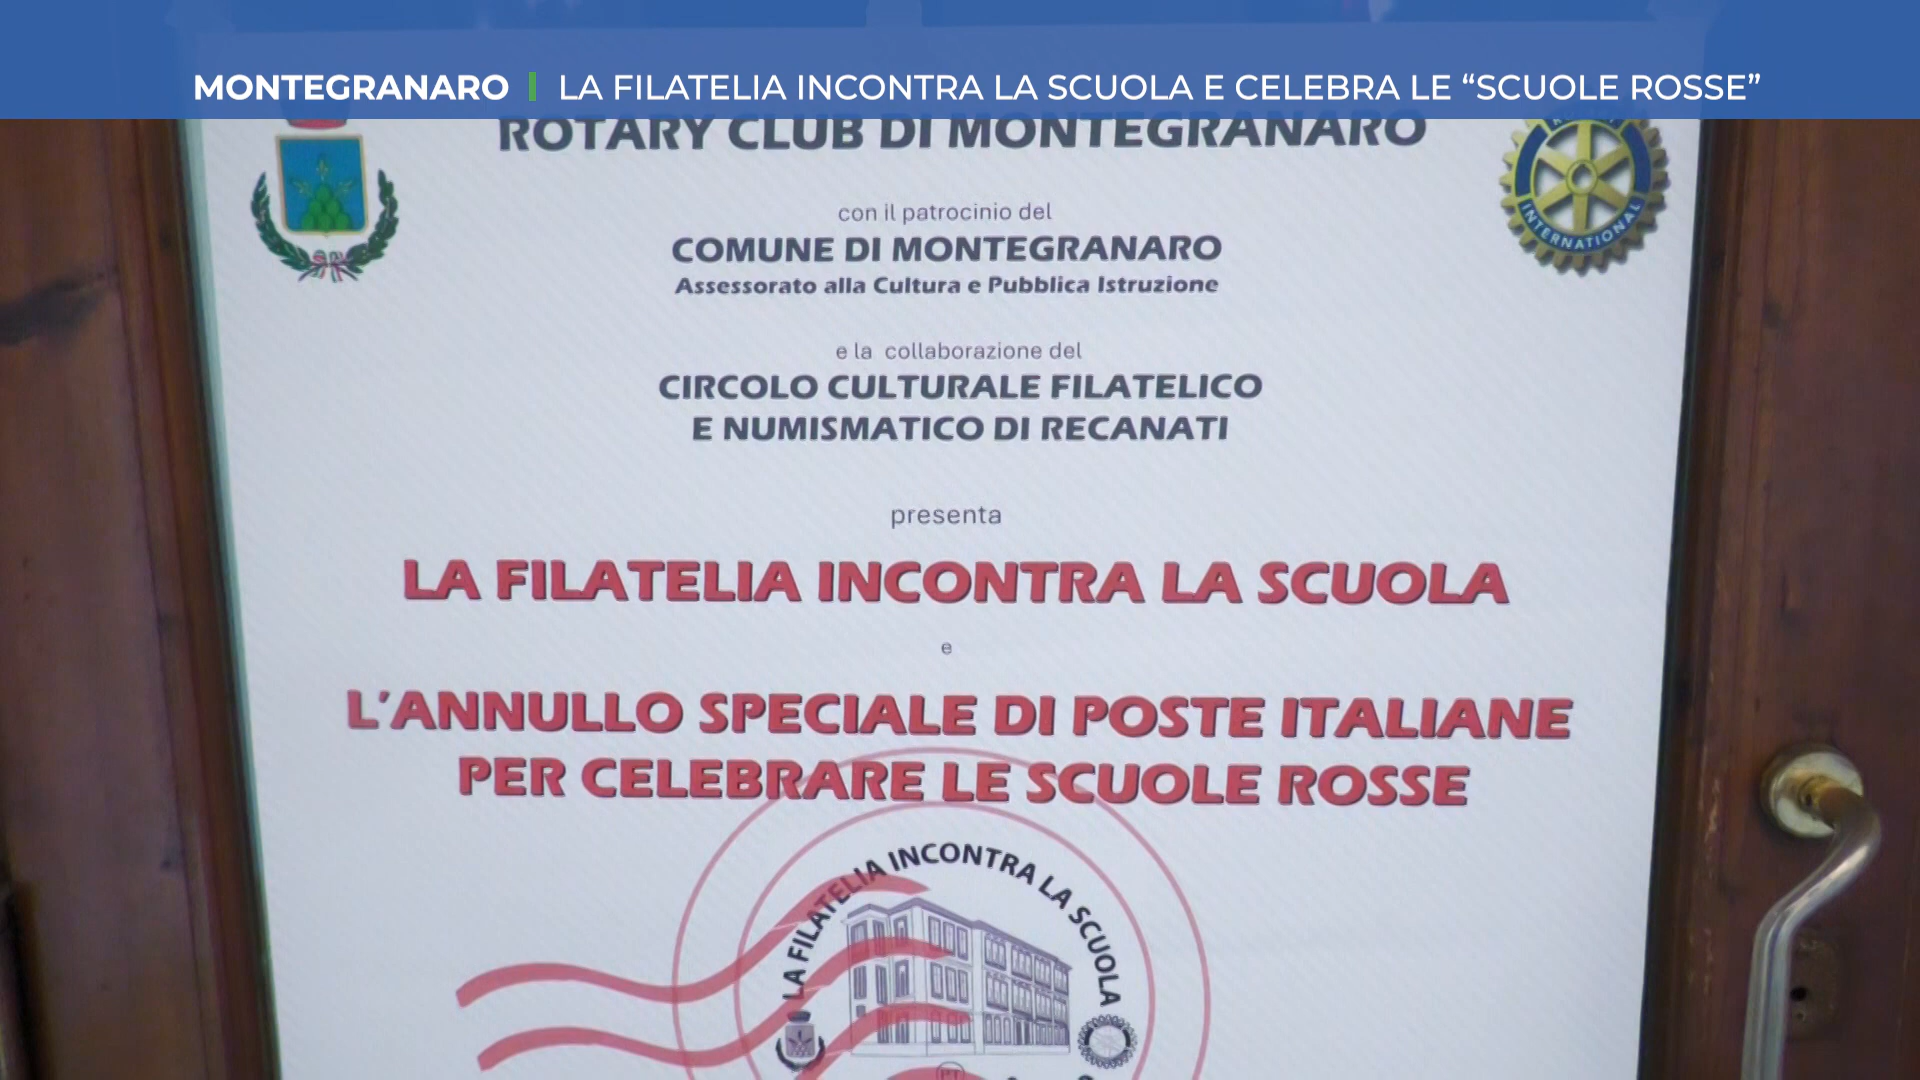 MONTEGRANARO | LA FILATELIA INCONTRA LA SCUOLA E CELEBRA LE “SCUOLE ROSSE”
ROTARY CLUB DI MONTEGRANARO
INTERNATIONAL
con il patrocinio del
COMUNE DI MONTEGRANARO
Assessorato alla Cultura e Pubblica Istruzione
e la collaborazione del
CIRCOLO CULTURALE FILATELICO
E NUMISMATICO DI RECANATI
presenta
LA FILATELIA INCONTRA LA SCUOLA
e
L'ANNULLO SPECIALE DI POSTE ITALIANE
PER CELEBRARE LE SCUOLE ROSSE
LA FILATELIA INCONTRA LA SCUOLA
PT